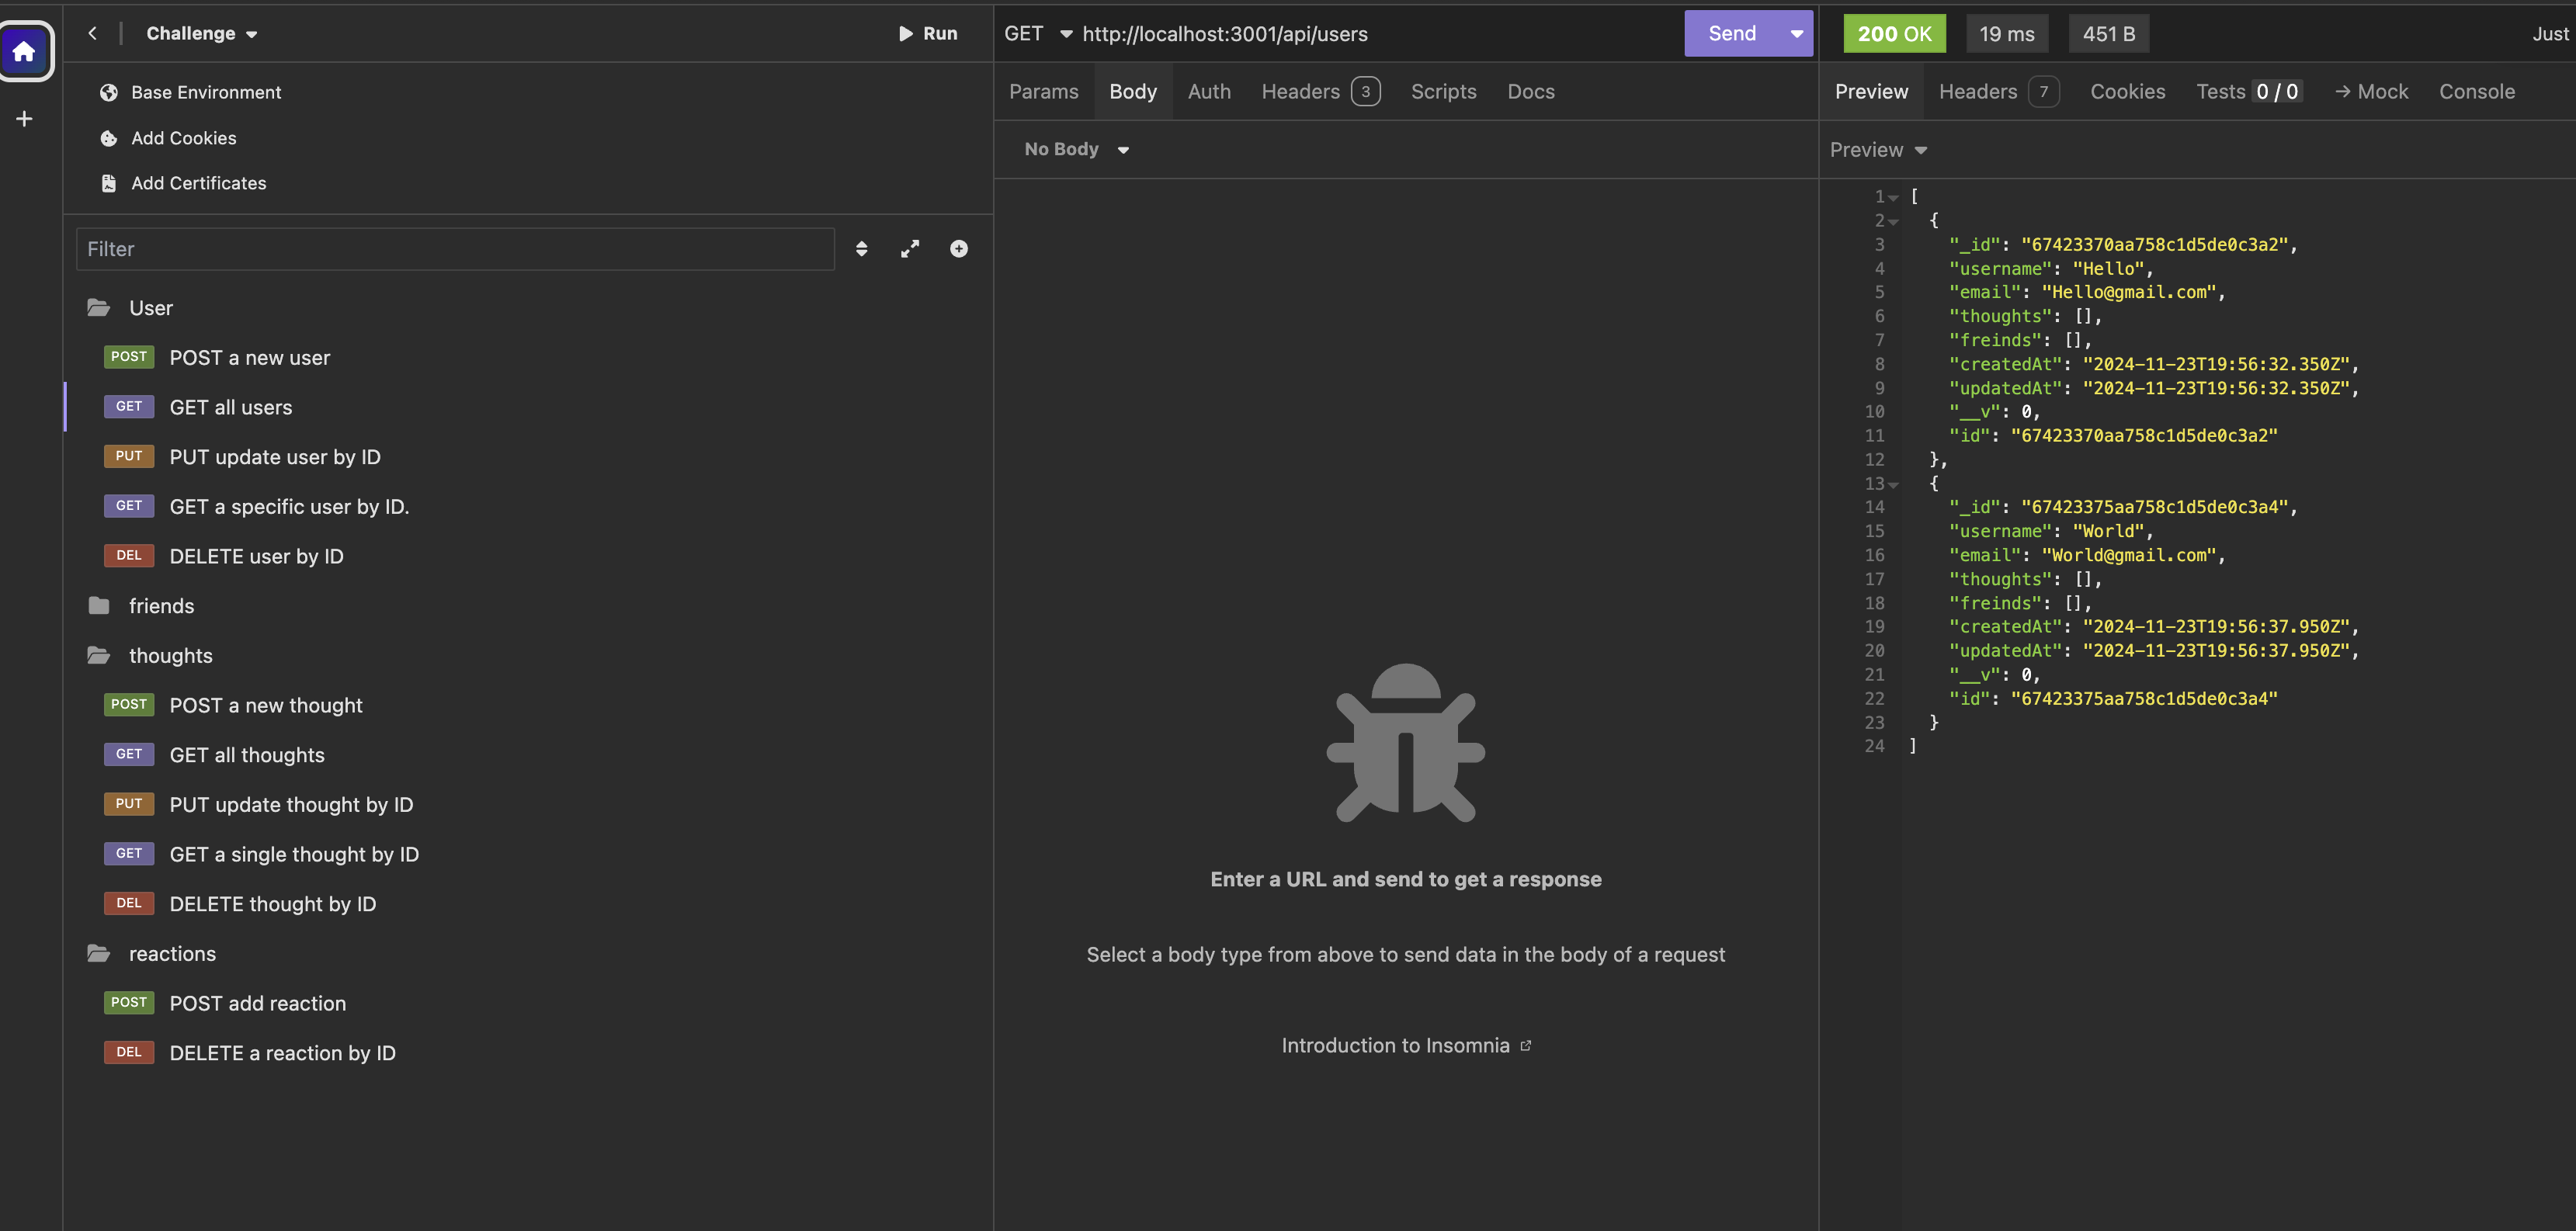 Challenge
Run
Base Environment
Add Cookies
Add Certificates
Filter
User
POST POST a new user
GET GET all users
PUT PUT update user by ID
GET GET a specific user by ID.
DEL DELETE user by ID
friends
thoughts
POST POST a new thought
GET GET all thoughts
PUT PUT update thought by ID
GET GET a single thought by ID
DEL DELETE thought by ID
reactions
POST POST add reaction
DEL DELETE a reaction by ID
GET http://localhost:3001/api/users Send
Params Body Auth Headers 3 Scripts Docs
No Body
Enter a URL and send to get a response
Select a body type from above to send data in the body of a request
Introduction to Insomnia
200 OK 19 ms 451 B Just
Preview Headers 7 Cookies Tests 0 / 0 → Mock Console
Preview
1 [
2 {
3 "_id": "67423370aa758c1d5de0c3a2",
4 "username": "Hello",
5 "email": "Hello@gmail.com",
6 "thoughts": [],
7 "freinds": [],
8 "createdAt": "2024-11-23T19:56:32.350Z",
9 "updatedAt": "2024-11-23T19:56:32.350Z",
10 "__v": 0,
11 "id": "67423370aa758c1d5de0c3a2"
12 },
13 {
14 "_id": "67423375aa758c1d5de0c3a4",
15 "username": "World",
16 "email": "World@gmail.com",
17 "thoughts": [],
18 "freinds": [],
19 "createdAt": "2024-11-23T19:56:37.950Z",
20 "updatedAt": "2024-11-23T19:56:37.950Z",
21 "__v": 0,
22 "id": "67423375aa758c1d5de0c3a4"
23 }
24 ]